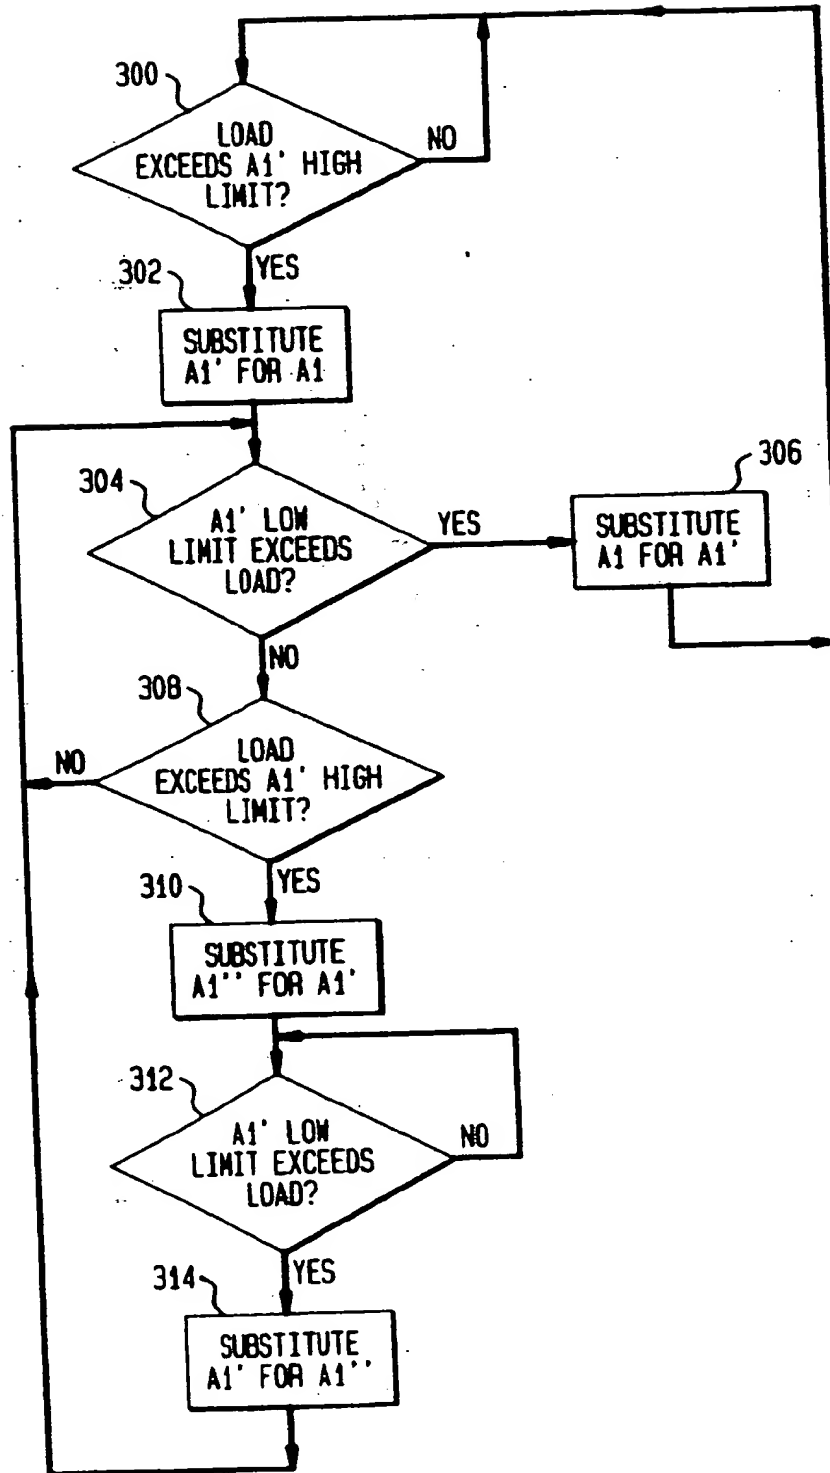 300
LOAD
EXCEEDS A1' HIGH
LIMIT?
NO
YES
302
SUBSTITUTE
A1' FOR A1
304
A1' LOW
LIMIT EXCEEDS
LOAD?
YES
306
SUBSTITUTE
A1 FOR A1'
NO
308
LOAD
EXCEEDS A1' HIGH
LIMIT?
NO
YES
310
SUBSTITUTE
A1'' FOR A1'
312
A1' LOW
LIMIT EXCEEDS
LOAD?
NO
YES
314
SUBSTITUTE
A1' FOR A1''